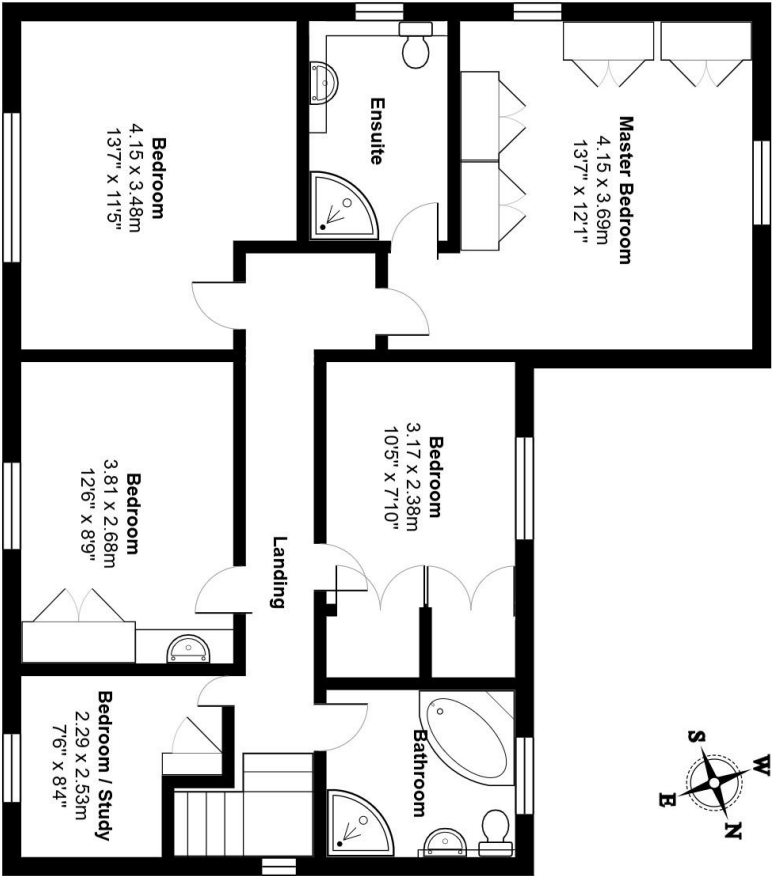 Master Bedroom
4.15 x 3.69m
13'7" x 12'1"
Ensuite
Bedroom
4.15 x 3.48m
13'7" x 11'5"
Bedroom
3.17 x 2.38m
10'5" x 7'10"
Landing
Bedroom
3.81 x 2.68m
12'6" x 8'9"
Bathroom
Bedroom / Study
2.29 x 2.53m
7'6" x 8'4"
W
N
S
E